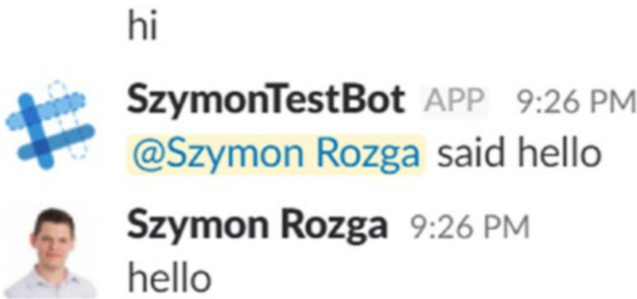 hi
SzymonTestBot APP 9:26 PM
@Szymon Rozga said hello
Szymon Rozga 9:26 PM
hello